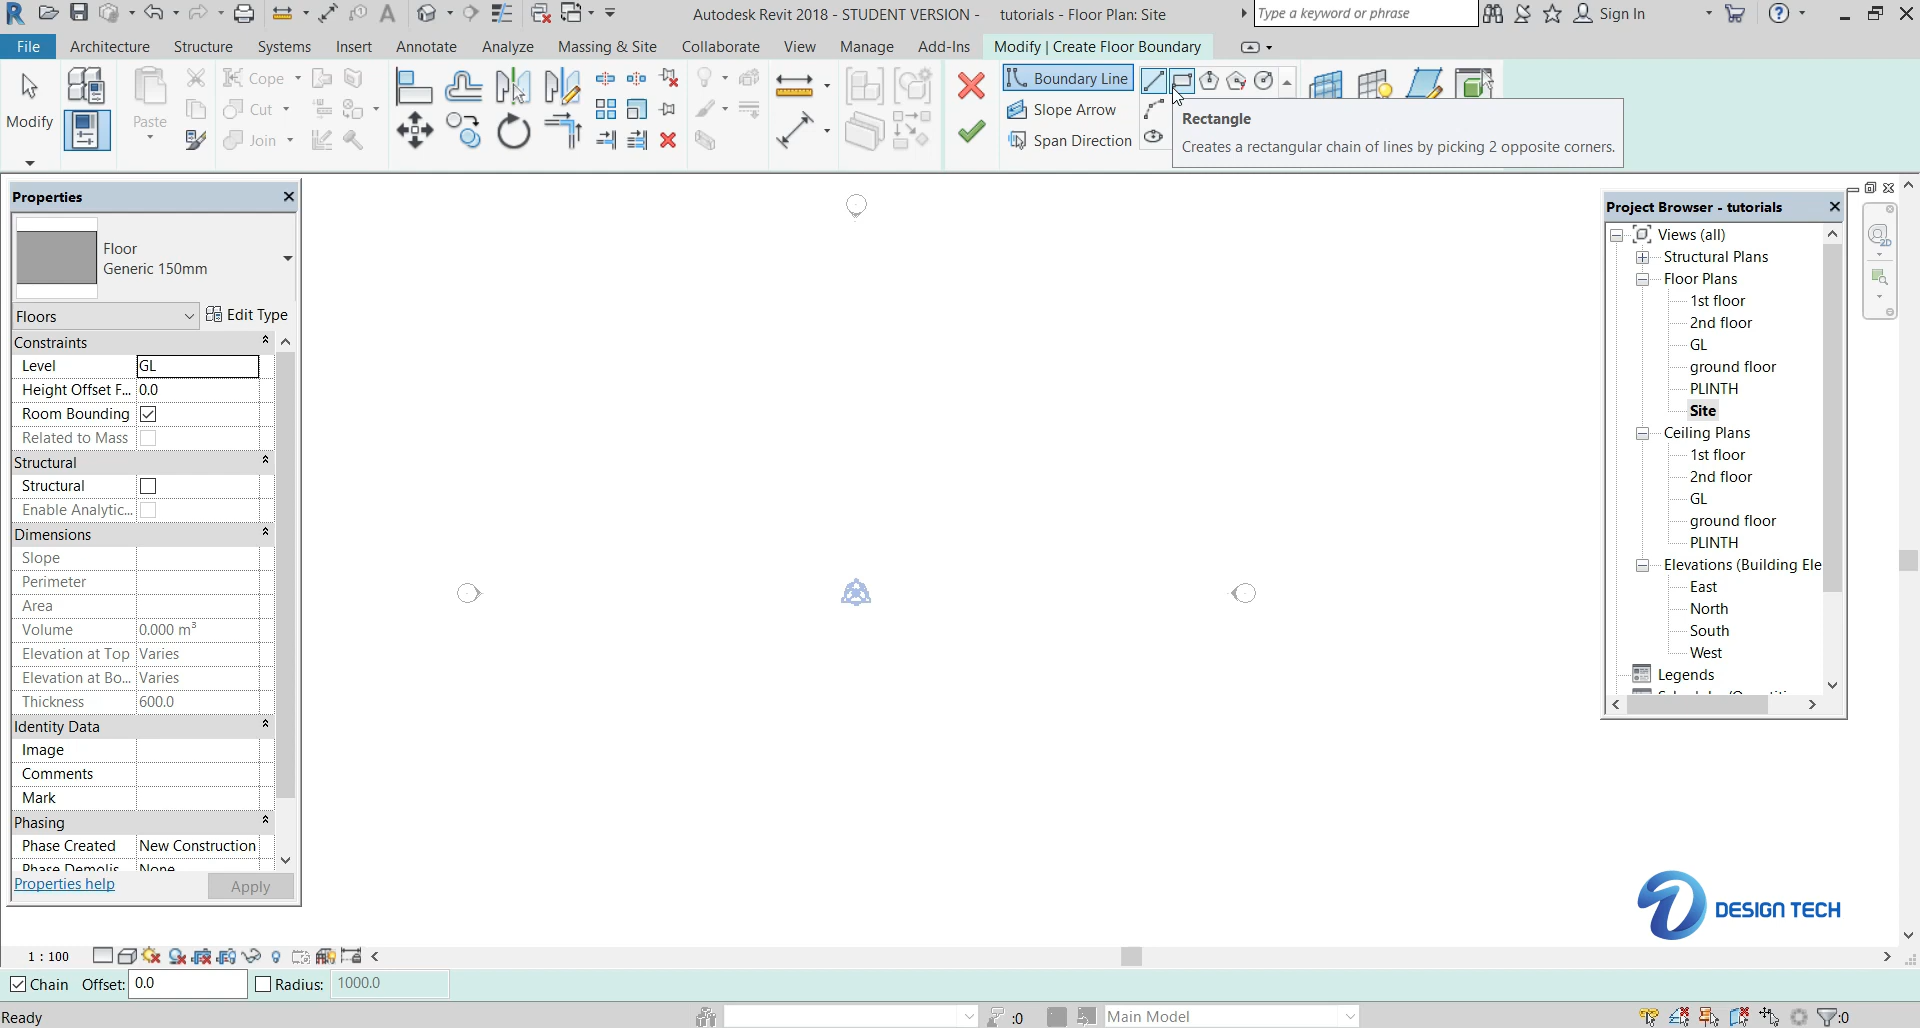 Autodesk Revit 2018 - STUDENT VERSION - tutorials - Floor Plan: Site
Type a keyword or phrase
Sign In
File Architecture Structure Systems Insert Annotate Analyze Massing & Site Collaborate View Manage Add-Ins Modify | Create Floor Boundary
Modify
Paste
Cope
Cut
Join
Boundary Line
Slope Arrow
Span Direction
Rectangle
Creates a rectangular chain of lines by picking 2 opposite corners.
Properties
Floor
Generic 150mm
Floors
Edit Type
Constraints
Level GL
Height Offset F... 0.0
Room Bounding
Related to Mass
Structural
Structural
Enable Analytic...
Dimensions
Slope
Perimeter
Area
Volume 0.000 m³
Elevation at Top Varies
Elevation at Bo... Varies
Thickness 600.0
Identity Data
Image
Comments
Mark
Phasing
Phase Created New Construction
Phase Demolis... None
Properties help
Apply
Project Browser - tutorials
Views (all)
Structural Plans
Floor Plans
1st floor
2nd floor
GL
ground floor
PLINTH
Site
Ceiling Plans
1st floor
2nd floor
GL
ground floor
PLINTH
Elevations (Building Ele
East
North
South
West
Legends
2D
DESIGN TECH
1 : 100
Chain Offset: 0.0 Radius: 1000.0
Ready
:0
Main Model
:0